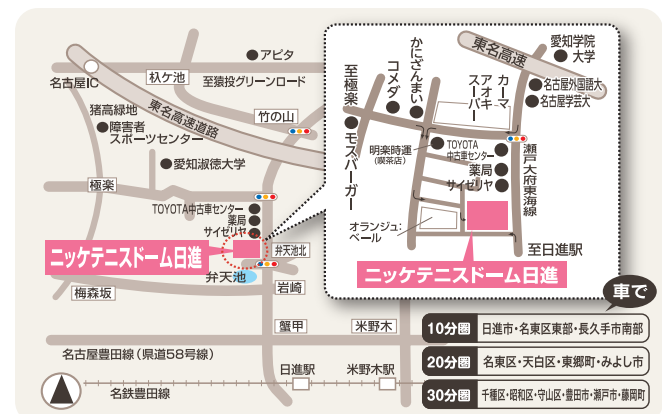 アピタ
名古屋IC
杁ケ池
至猿投グリーンロード
猪高緑地
東名高速道路
竹の山
障害者
スポーツセンター
愛知淑徳大学
極楽
TOYOTA中古車センター
薬局
サイゼリヤ
ニッケテニスドーム日進
弁天池北
弁天池
梅森坂
岩崎
蟹甲
米野木
名古屋豊田線(県道58号線)
日進駅
米野木駅
名鉄豊田線
至極楽
コメダ
かにざんまい
モスバーガー
アオキ
スーパー
カーマ
東名高速
愛知学院
大学
名古屋外国語大
名古屋学芸大
明楽時運
(喫茶店)
TOYOTA
中古車センター
薬局
サイゼリヤ
瀬戸大府東海線
オランジュ:
ベール
至日進駅
ニッケテニスドーム日進
車で
10分圏 日進市・名東区東部・長久手市南部
20分圏 名東区・天白区・東郷町・みよし市
30分圏 千種区・昭和区・守山区・豊田市・瀬戸市・藤岡町